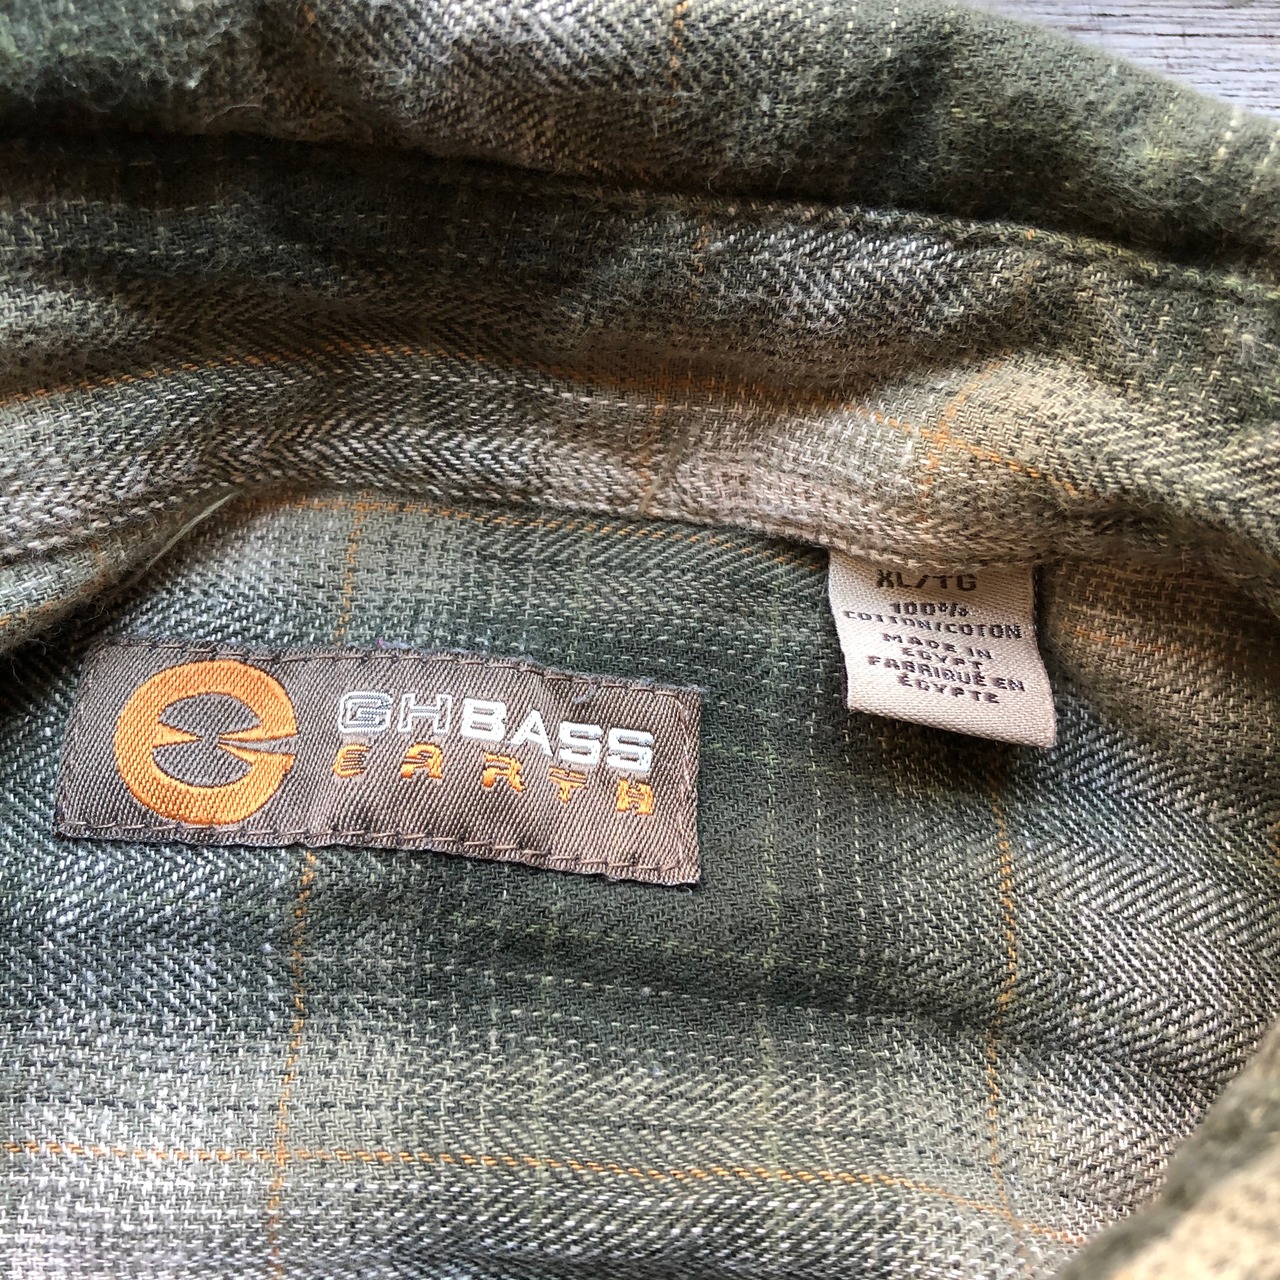 GHBASS
EARTH
XL/TG
100%
COTTON/COTON
MADE IN
EGYPT
FABRIQUÉ EN
ÉGYPTE